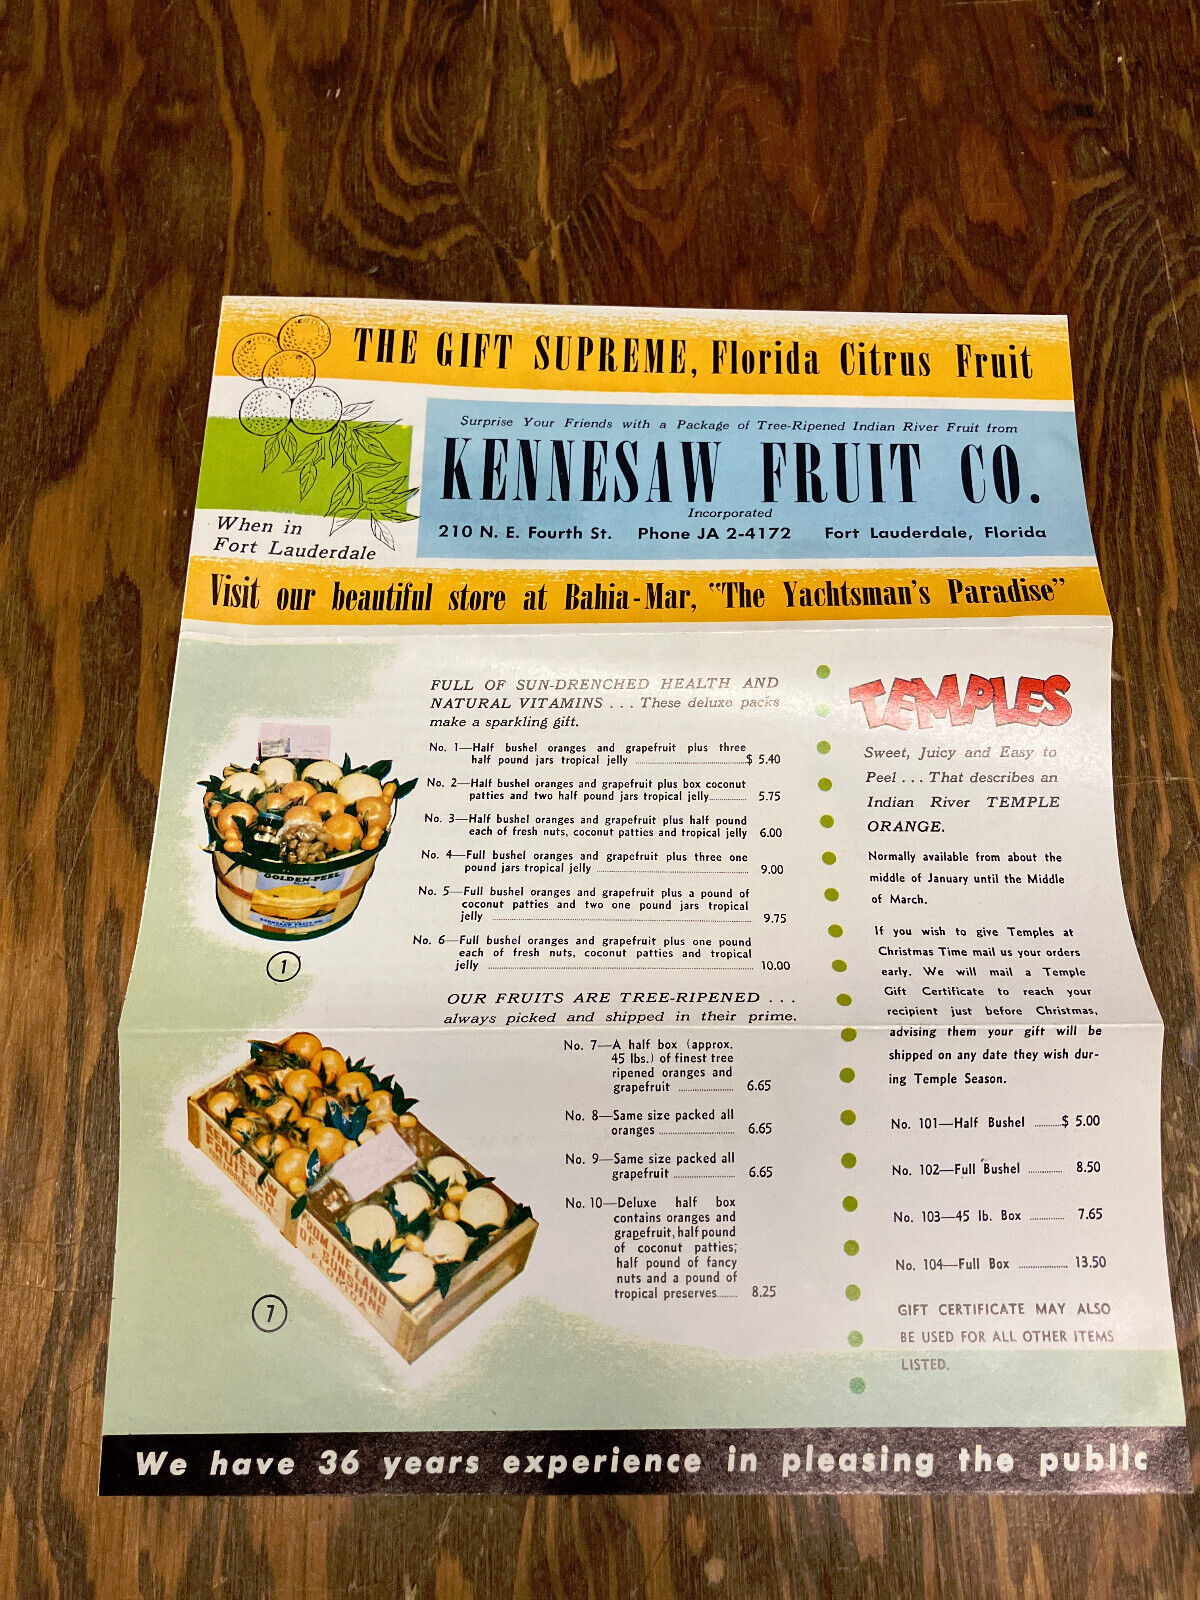 THE GIFT SUPREME, Florida Citrus Fruit
Surprise Your Friends with a Package of Tree-Ripened Indian River Fruit from
KENNESAW FRUIT CO.
Incorporated
210 N. E. Fourth St. Phone JA 2-4172 Fort Lauderdale, Florida
When in
Fort Lauderdale
Visit our beautiful store at Bahia-Mar, "The Yachtsman's Paradise"
FULL OF SUN-DRENCHED HEALTH AND
NATURAL VITAMINS . . . These deluxe packs
make a sparkling gift.
No. 1—Half bushel oranges and grapefruit plus three
half pound jars tropical jelly ........ $ 5.40
No. 2—Half bushel oranges and grapefruit plus box coconut
patties and two half pound jars tropical jelly........ 5.75
No. 3—Half bushel oranges and grapefruit plus half pound
each of fresh nuts, coconut patties and tropical jelly 6.00
No. 4—Full bushel oranges and grapefruit plus three one
pound jars tropical jelly ........ 9.00
No. 5—Full bushel oranges and grapefruit plus a pound of
coconut patties and two one pound jars tropical
jelly ........ 9.75
No. 6—Full bushel oranges and grapefruit plus one pound
each of fresh nuts, coconut patties and tropical
jelly ........ 10.00
GOLDEN-PEEL
KENNESAW FRUIT CO.
1
OUR FRUITS ARE TREE-RIPENED . . .
always picked and shipped in their prime.
No. 7—A half box (approx.
45 lbs.) of finest tree
ripened oranges and
grapefruit ........ 6.65
No. 8—Same size packed all
oranges ........ 6.65
No. 9—Same size packed all
grapefruit ........ 6.65
No. 10—Deluxe half box
contains oranges and
grapefruit, half pound
of coconut patties;
half pound of fancy
nuts and a pound of
tropical preserves........ 8.25
KENNESAW
FRUIT CO
FROM THE LAND
OF SUNSHINE
FLORIDA
7
TEMPLES
Sweet, Juicy and Easy to
Peel . . . That describes an
Indian River TEMPLE
ORANGE.
Normally available from about the
middle of January until the Middle
of March.
If you wish to give Temples at
Christmas Time mail us your orders
early. We will mail a Temple
Gift Certificate to reach your
recipient just before Christmas,
advising them your gift will be
shipped on any date they wish dur-
ing Temple Season.
No. 101—Half Bushel ........$ 5.00
No. 102—Full Bushel ........ 8.50
No. 103—45 lb. Box ........ 7.65
No. 104—Full Box ........ 13.50
GIFT CERTIFICATE MAY ALSO
BE USED FOR ALL OTHER ITEMS
LISTED.
We have 36 years experience in pleasing the public